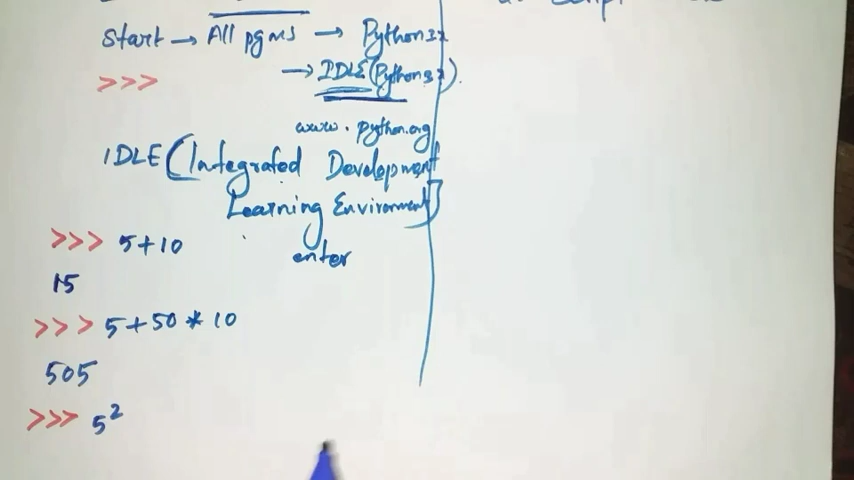 Start → All pgms → Python3x
→ IDLE (Python3x).
>>>
www.python.org
IDLE (Integrated Development
Learning Environment)
>>> 5+10
enter
15
>>> 5+50*10
505
>>> 5²